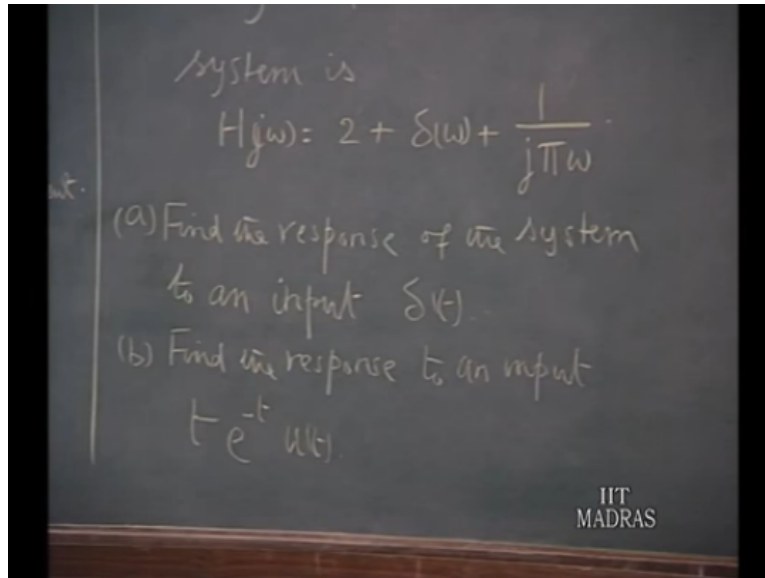 system is
H(jω) = 2 + δ(ω) + 1/(jπω).
(a) Find the response of the system
to an input δ(t).
(b) Find the response to an input
t e^-t u(t).
IIT
MADRAS